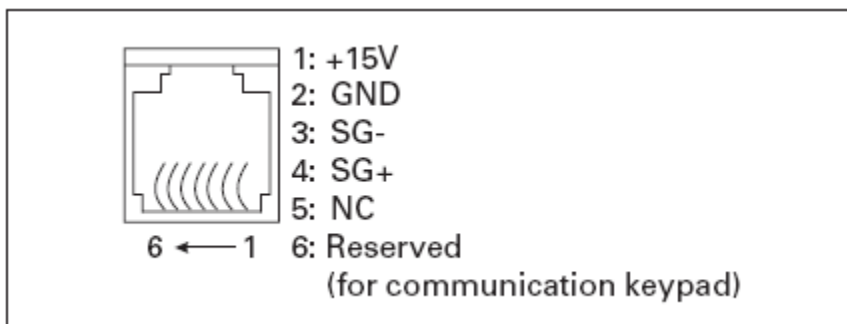 1: +15V
2: GND
3: SG-
4: SG+
5: NC
6 ← 1
6: Reserved
(for communication keypad)